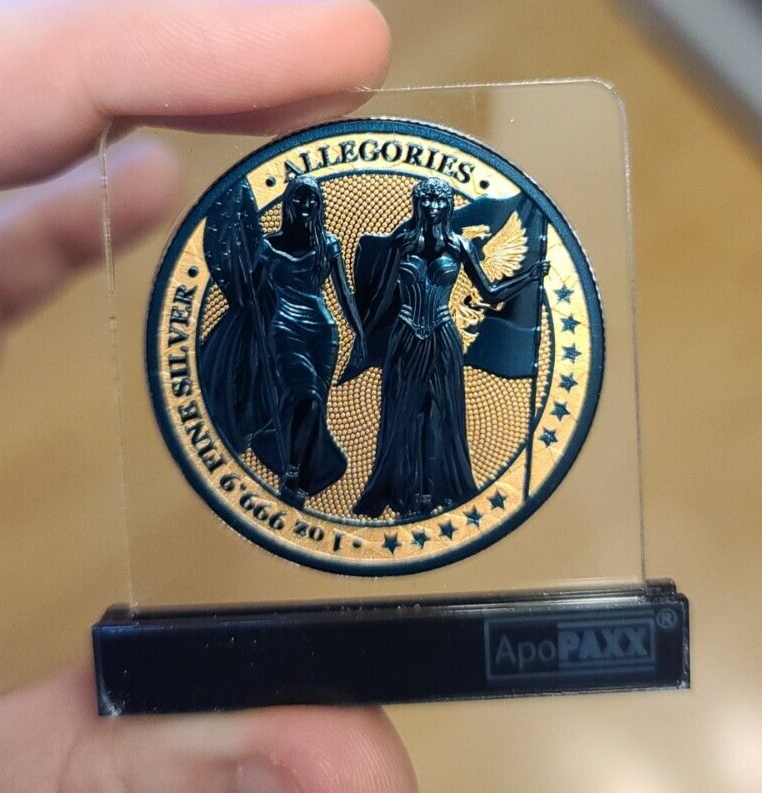 • ALLEGORIES •
1 oz 999.9 FINE SILVER •
ApoPAXX®